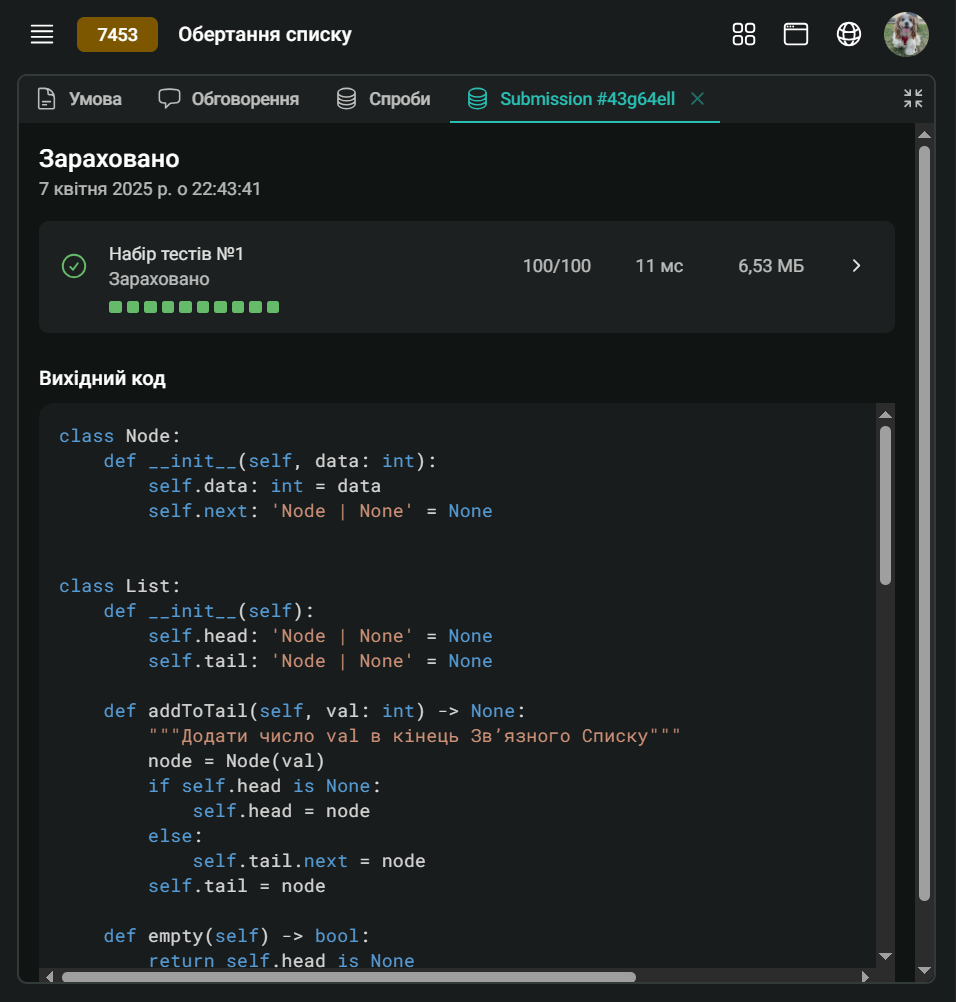 7453 Обертання списку
Умова Обговорення Спроби Submission #43g64ell
Зараховано
7 квітня 2025 р. о 22:43:41
Набір тестів №1
Зараховано
100/100 11 мс 6,53 МБ
Вихідний код
class Node:
    def __init__(self, data: int):
        self.data: int = data
        self.next: 'Node | None' = None
class List:
    def __init__(self):
        self.head: 'Node | None' = None
        self.tail: 'Node | None' = None
    def addToTail(self, val: int) -> None:
        """Додати число val в кінець Зв’язного Списку"""
        node = Node(val)
        if self.head is None:
            self.head = node
        else:
            self.tail.next = node
        self.tail = node
    def empty(self) -> bool:
        return self.head is None